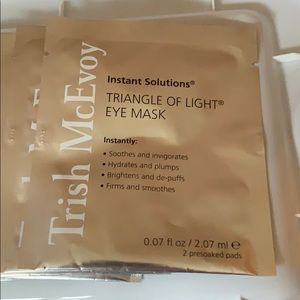 Trish McEvoy
Instant Solutions®
TRIANGLE OF LIGHT®
EYE MASK
Instantly:
• Soothes and invigorates
• Hydrates and plumps
• Brightens and de-puffs
• Firms and smoothes
0.07 fl oz / 2.07 ml e
2 presoaked pads